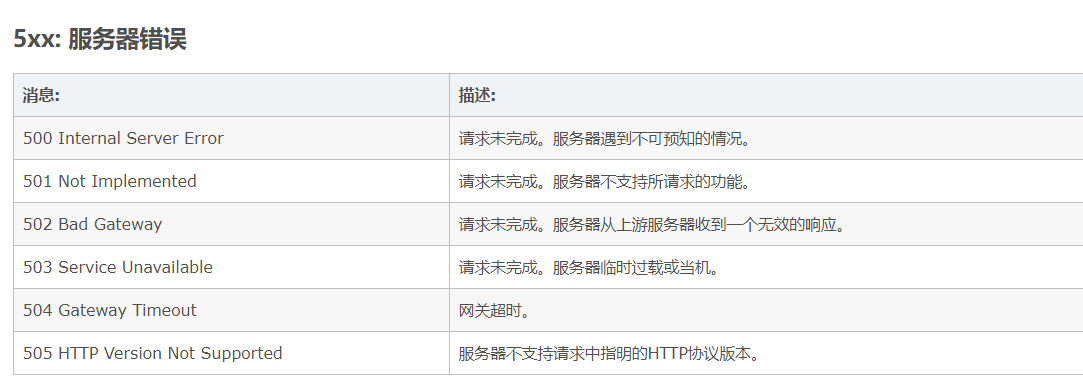 5xx: 服务器错误
消息: 描述:
500 Internal Server Error 请求未完成。服务器遇到不可预知的情况。
501 Not Implemented 请求未完成。服务器不支持所请求的功能。
502 Bad Gateway 请求未完成。服务器从上游服务器收到一个无效的响应。
503 Service Unavailable 请求未完成。服务器临时过载或当机。
504 Gateway Timeout 网关超时。
505 HTTP Version Not Supported 服务器不支持请求中指明的HTTP协议版本。